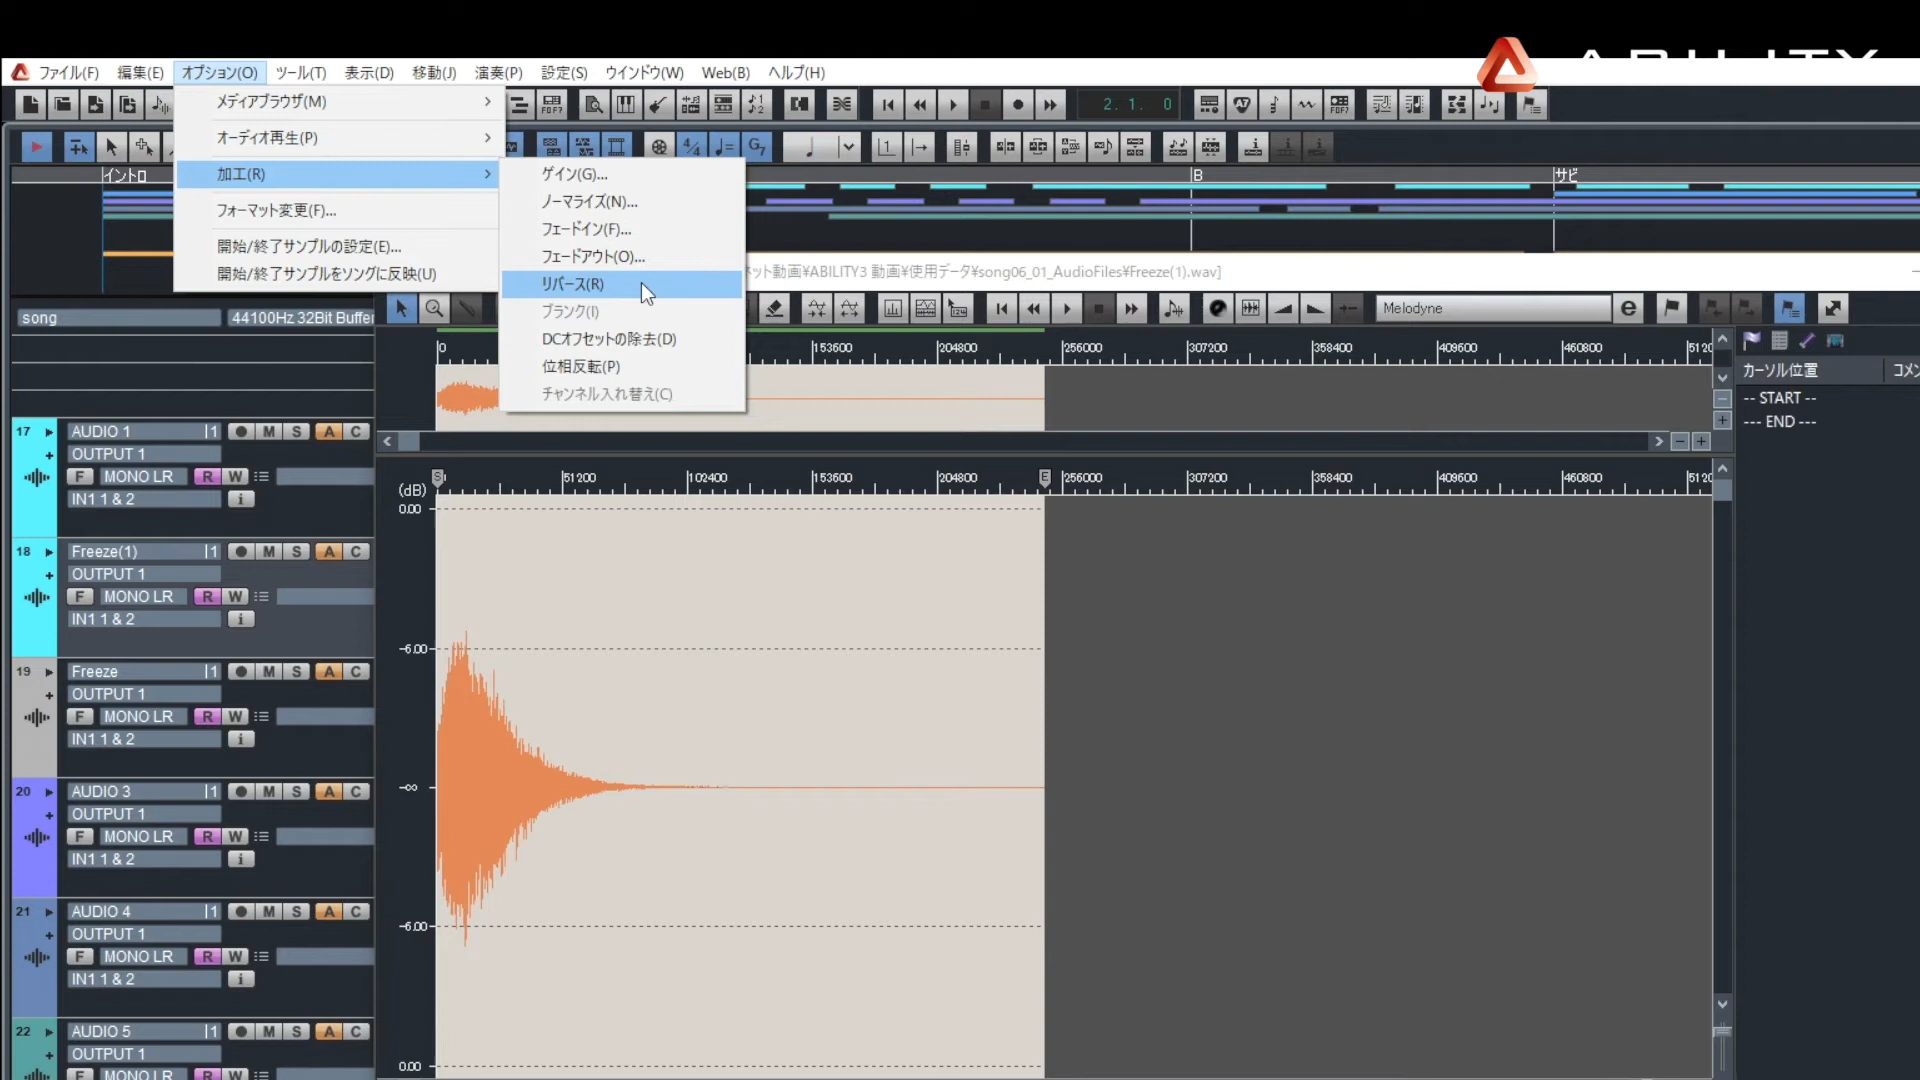 ABILITY
ファイル(F) 編集(E) オプション(O) ツール(T) 表示(D) 移動(J) 演奏(P) 設定(S) ウインドウ(W) Web(B) ヘルプ(H)
メディアブラウザ(M)
オーディオ再生(P)
加工(R)
フォーマット変更(F)...
開始/終了サンプルの設定(E)...
開始/終了サンプルをソングに反映(U)
ゲイン(G)...
ノーマライズ(N)...
フェードイン(F)...
フェードアウト(O)...
リバース(R)
ブランク(I)
DCオフセットの除去(D)
位相反転(P)
チャンネル入れ替え(C)
2. 1. 0
イントロ B サビ
ット動画¥ABILITY3 動画¥使用データ¥song06_01_AudioFiles¥Freeze(1).wav]
song 44100Hz 32Bit Buffer
Melodyne
0 153600 204800 256000 307200 358400 409600 460800 5120
カーソル位置 コメン
-- START --
--- END ---
(dB) S 51200 102400 153600 204800 E 256000 307200 358400 409600 460800 5120
0.00
-6.00
-∞
-6.00
0.00
17 AUDIO 1 1 M S A C
OUTPUT 1
F MONO LR R W
IN1 1 & 2 i
18 Freeze(1) 1 M S A C
OUTPUT 1
F MONO LR R W
IN1 1 & 2 i
19 Freeze 1 M S A C
OUTPUT 1
F MONO LR R W
IN1 1 & 2 i
20 AUDIO 3 1 M S A C
OUTPUT 1
F MONO LR R W
IN1 1 & 2 i
21 AUDIO 4 1 M S A C
OUTPUT 1
F MONO LR R W
IN1 1 & 2 i
22 AUDIO 5 1 M S A C
OUTPUT 1
F MONO LR R W